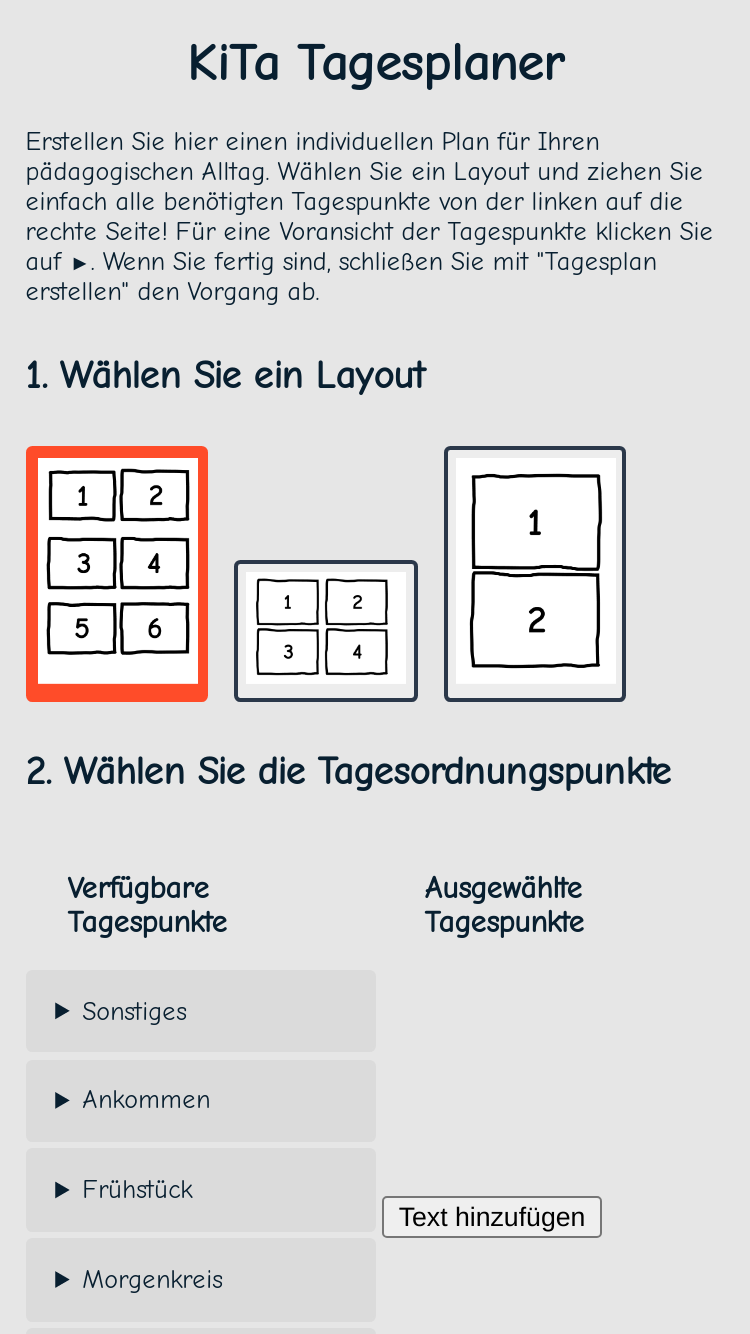 KiTa Tagesplaner
Erstellen Sie hier einen individuellen Plan für Ihren
pädagogischen Alltag. Wählen Sie ein Layout und ziehen Sie
einfach alle benötigten Tagespunkte von der linken auf die
rechte Seite! Für eine Voransicht der Tagespunkte klicken Sie
auf ►. Wenn Sie fertig sind, schließen Sie mit "Tagesplan
erstellen" den Vorgang ab.
1. Wählen Sie ein Layout
1 2
3 4
5 6
1 2
3 4
1
2
2. Wählen Sie die Tagesordnungspunkte
Verfügbare
Tagespunkte
Ausgewählte
Tagespunkte
► Sonstiges
► Ankommen
► Frühstück
Text hinzufügen
► Morgenkreis